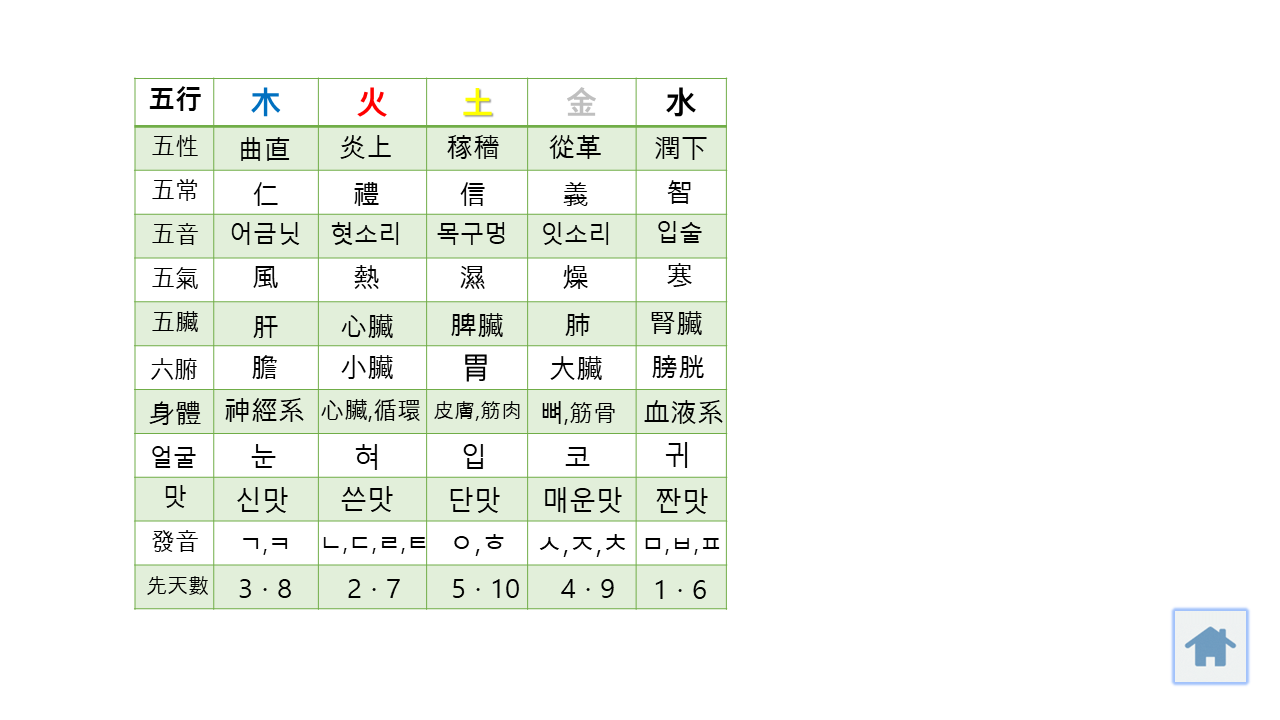 五行 木 火 土 金 水
五性 曲直 炎上 稼穡 從革 潤下
五常 仁 禮 信 義 智
五音 어금닛 혓소리 목구멍 잇소리 입술
五氣 風 熱 濕 燥 寒
五臟 肝 心臟 脾臟 肺 腎臟
六腑 膽 小臟 胃 大臟 膀胱
身體 神經系 心臟,循環 皮膚,筋肉 뼈,筋骨 血液系
얼굴 눈 혀 입 코 귀
맛 신맛 쓴맛 단맛 매운맛 짠맛
發音 ㄱ,ㅋ ㄴ,ㄷ,ㄹ,ㅌ ㅇ,ㅎ ㅅ,ㅈ,ㅊ ㅁ,ㅂ,ㅍ
先天數 3 · 8 2 · 7 5 · 10 4 · 9 1 · 6